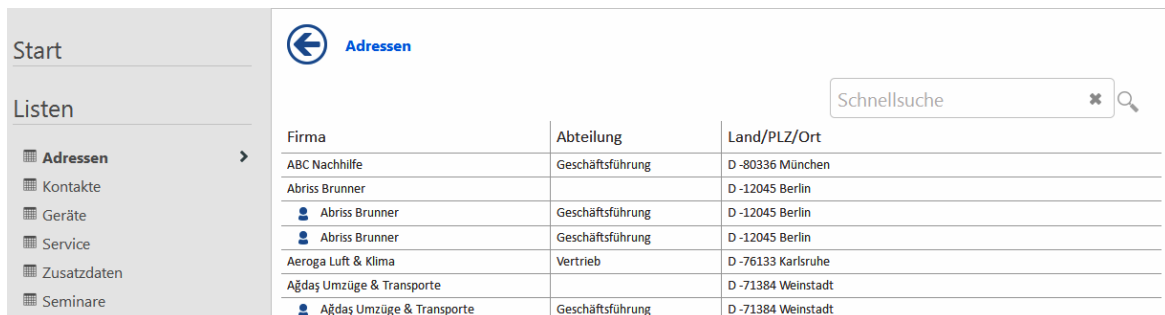 Start
Listen
Adressen
Kontakte
Geräte
Service
Zusatzdaten
Seminare
Adressen
Schnellsuche
Firma Abteilung Land/PLZ/Ort
ABC Nachhilfe Geschäftsführung D -80336 München
Abriss Brunner D -12045 Berlin
Abriss Brunner Geschäftsführung D -12045 Berlin
Abriss Brunner Geschäftsführung D -12045 Berlin
Aeroga Luft & Klima Vertrieb D -76133 Karlsruhe
Ağdaş Umzüge & Transporte D -71384 Weinstadt
Ağdaş Umzüge & Transporte Geschäftsführung D -71384 Weinstadt